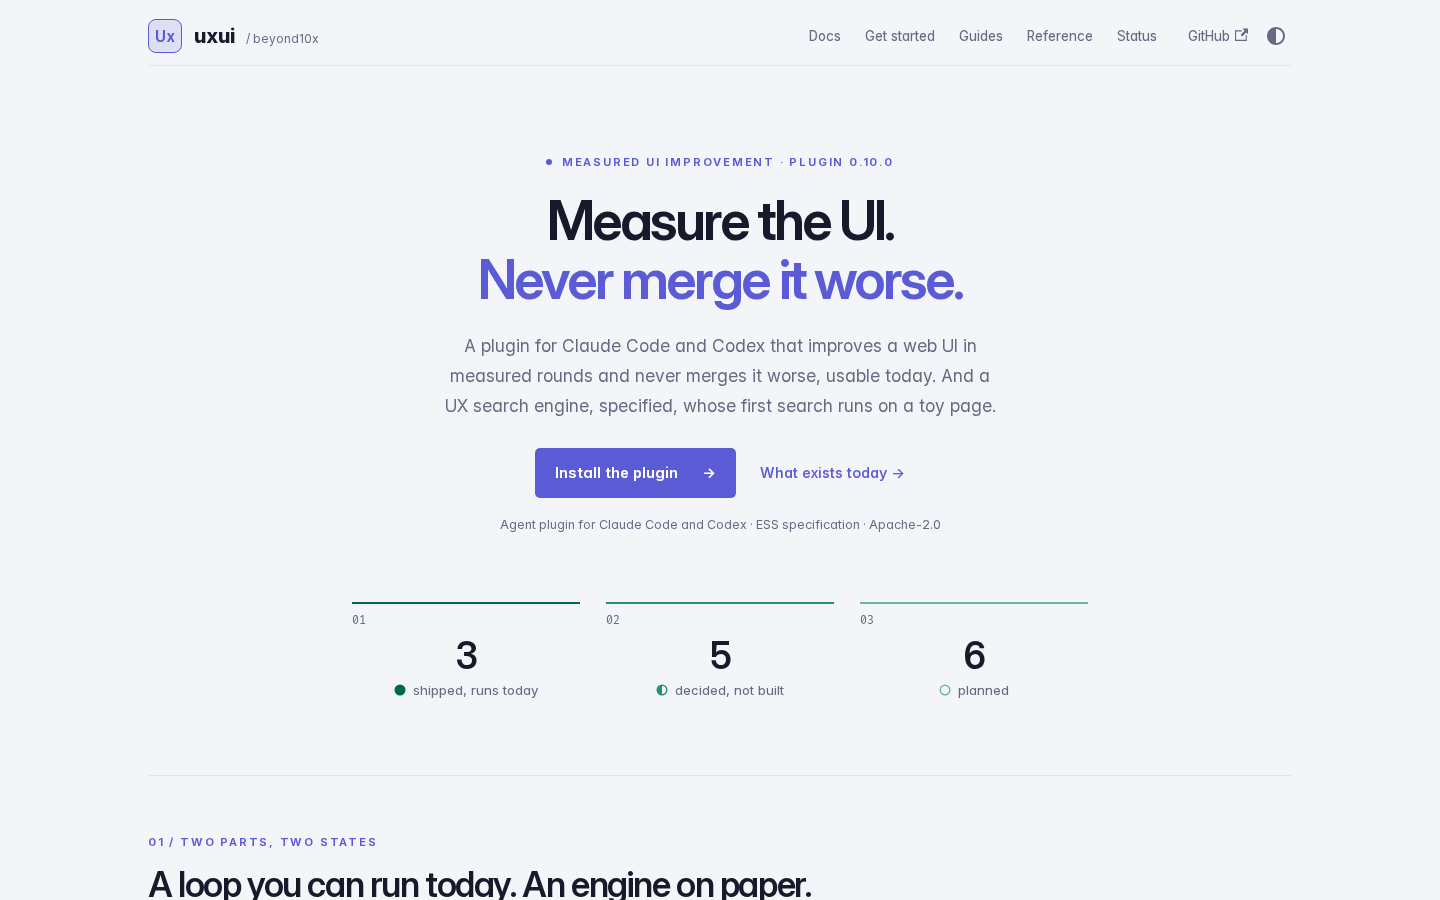 Ux uxui / beyond10x Docs Get started Guides Reference Status GitHub
MEASURED UI IMPROVEMENT · PLUGIN 0.10.0
Measure the UI.
Never merge it worse.
A plugin for Claude Code and Codex that improves a web UI in
measured rounds and never merges it worse, usable today. And a
UX search engine, specified, whose first search runs on a toy page.
Install the plugin → What exists today →
Agent plugin for Claude Code and Codex · ESS specification · Apache-2.0
01 02 03
3 5 6
shipped, runs today decided, not built planned
01 / TWO PARTS, TWO STATES
A loop you can run today. An engine on paper.